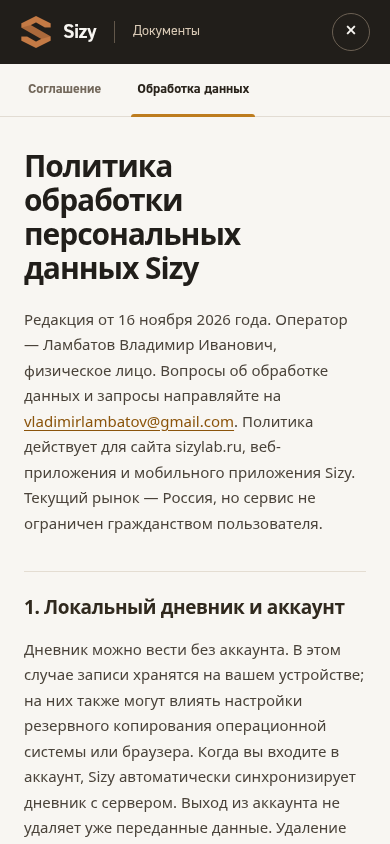 Sizy
Документы
×
Соглашение
Обработка данных
Политика
обработки
персональных
данных Sizy
Редакция от 16 ноября 2026 года. Оператор
— Ламбатов Владимир Иванович,
физическое лицо. Вопросы об обработке
данных и запросы направляйте на
vladimirlambatov@gmail.com. Политика
действует для сайта sizylab.ru, веб-
приложения и мобильного приложения Sizy.
Текущий рынок — Россия, но сервис не
ограничен гражданством пользователя.
1. Локальный дневник и аккаунт
Дневник можно вести без аккаунта. В этом
случае записи хранятся на вашем устройстве;
на них также могут влиять настройки
резервного копирования операционной
системы или браузера. Когда вы входите в
аккаунт, Sizy автоматически синхронизирует
дневник с сервером. Выход из аккаунта не
удаляет уже переданные данные. Удаление